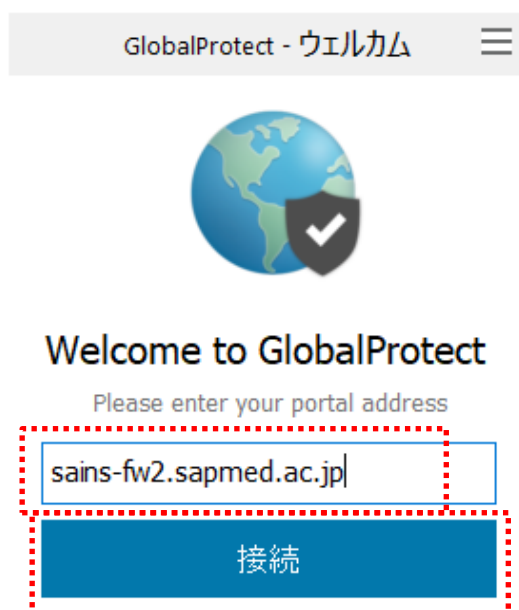 GlobalProtect - ウェルカム
Welcome to GlobalProtect
Please enter your portal address
sains-fw2.sapmed.ac.jp
接続